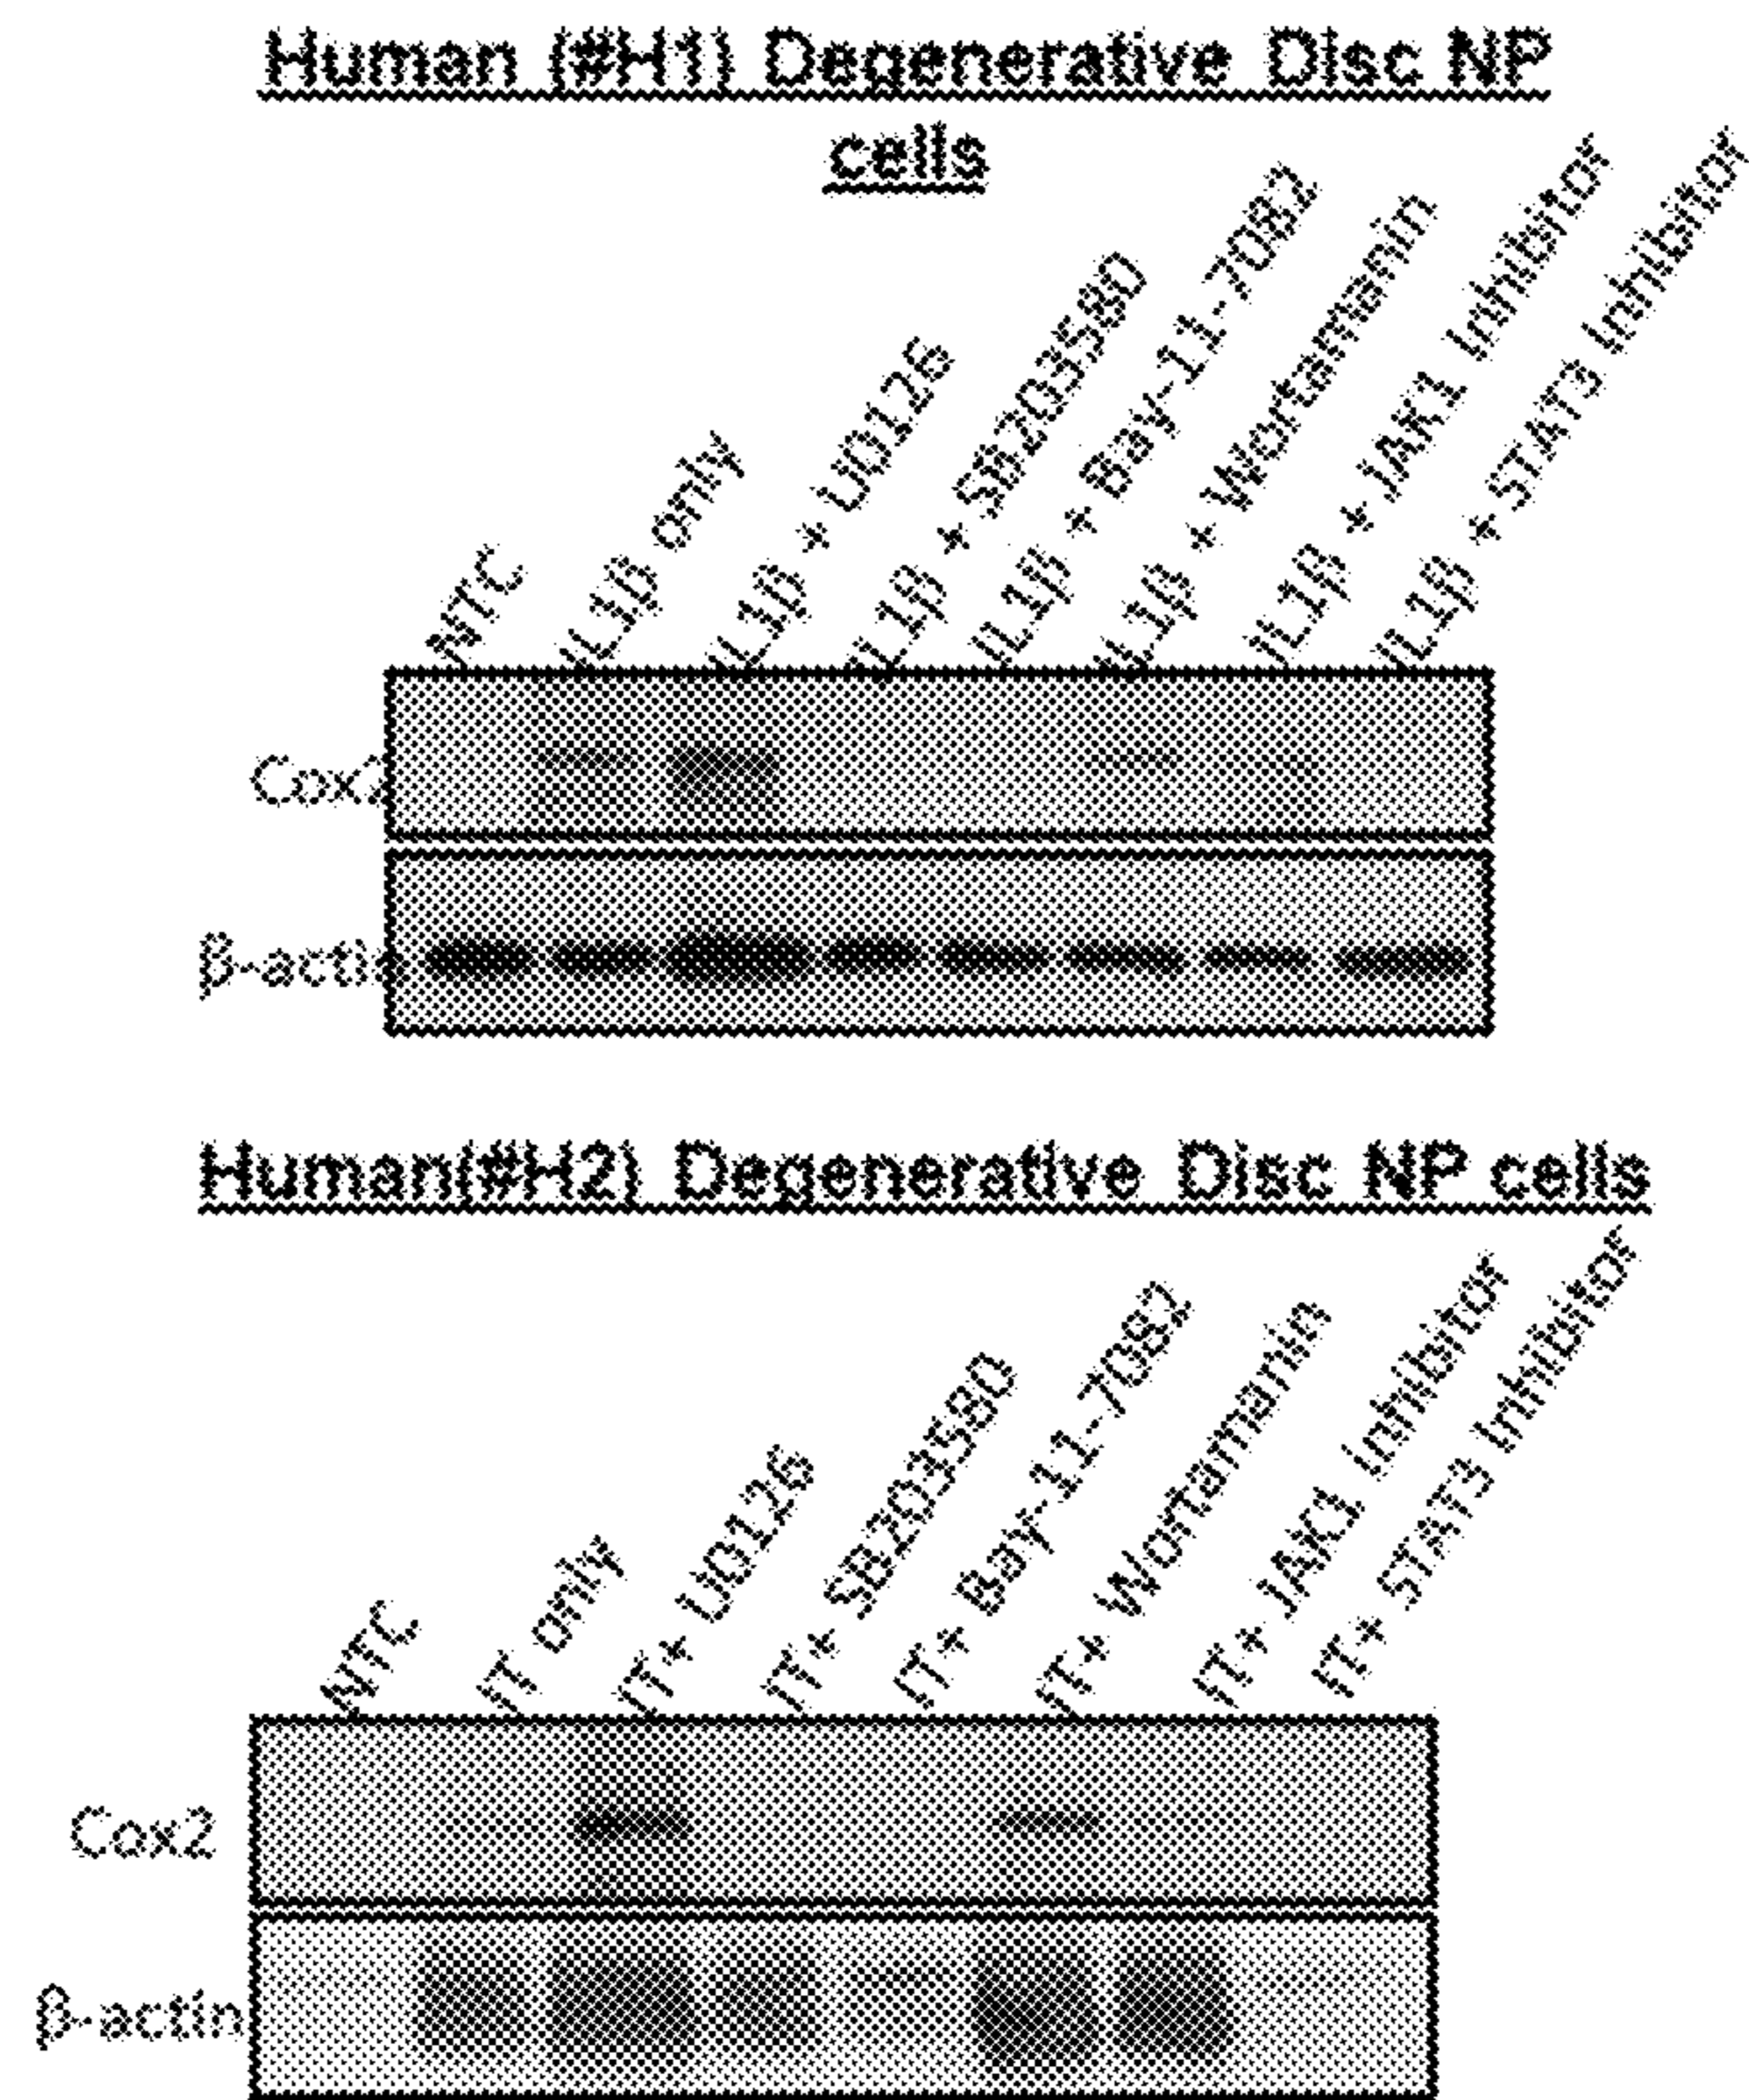 Human (#H1) Degenerative Disc NP
cells
NTC
IL1β only
IL1β + U0126
IL1β + SB203580
IL1β + Bay-11-7082
IL1β + Wortamanin
IL1β + JAK1 Inhibitor
IL1β + STAT3 Inhibitor
Cox2
β-actin
Human(#H2) Degenerative Disc NP cells
NTC
IT only
IT+ U0126
IT+ SB203580
IT+ Bay-11-7082
IT+ Wortamanin
IT+ JAK1 Inhibitor
IT+ STAT3 Inhibitor
Cox2
β-actin